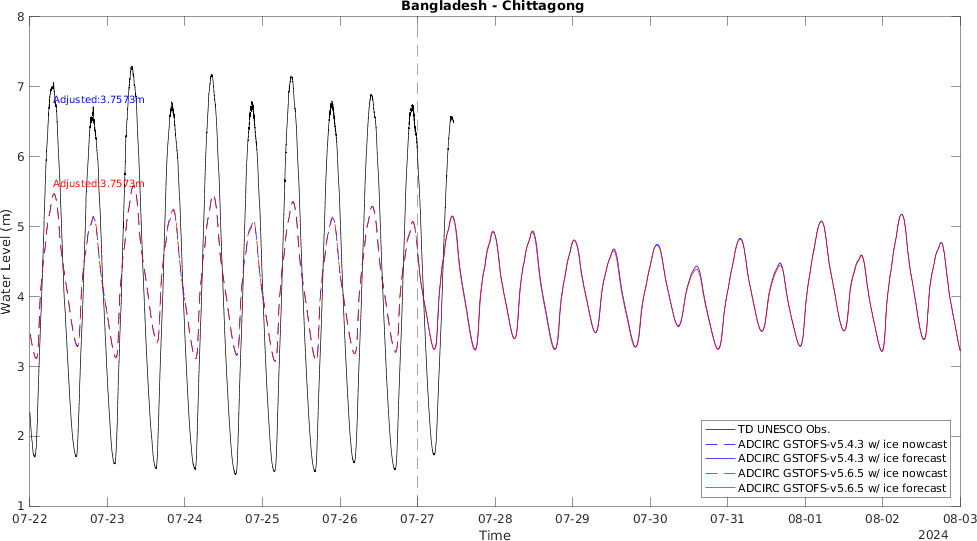 Bangladesh - Chittagong
8
7
6
5
4
3
2
1
Water Level (m)
Adjusted:3.7573m
Adjusted:3.7573m
TD UNESCO Obs.
ADCIRC GSTOFS-v5.4.3 w/ ice nowcast
ADCIRC GSTOFS-v5.4.3 w/ ice forecast
ADCIRC GSTOFS-v5.6.5 w/ ice nowcast
ADCIRC GSTOFS-v5.6.5 w/ ice forecast
07-22 07-23 07-24 07-25 07-26 07-27 07-28 07-29 07-30 07-31 08-01 08-02 08-03
Time
2024